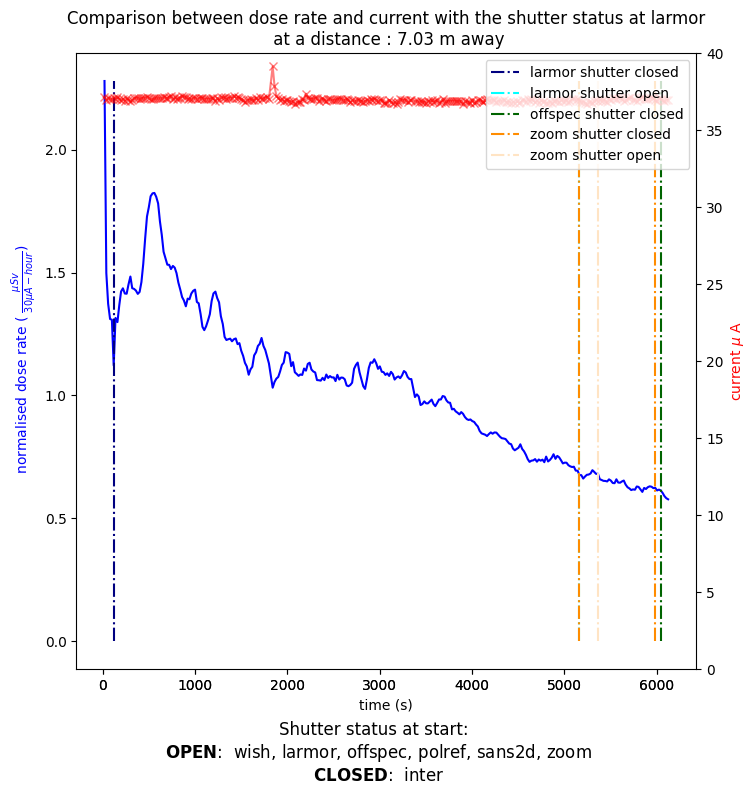 Comparison between dose rate and current with the shutter status at larmor
at a distance : 7.03 m away
larmor shutter closed
larmor shutter open
offspec shutter closed
zoom shutter closed
zoom shutter open
normalised dose rate ( μSv / 30μA − hour )
2.0
1.5
1.0
0.5
0.0
40
35
30
25
20
15
10
5
0
current μ A
0 1000 2000 3000 4000 5000 6000
time (s)
Shutter status at start:
OPEN: wish, larmor, offspec, polref, sans2d, zoom
CLOSED: inter